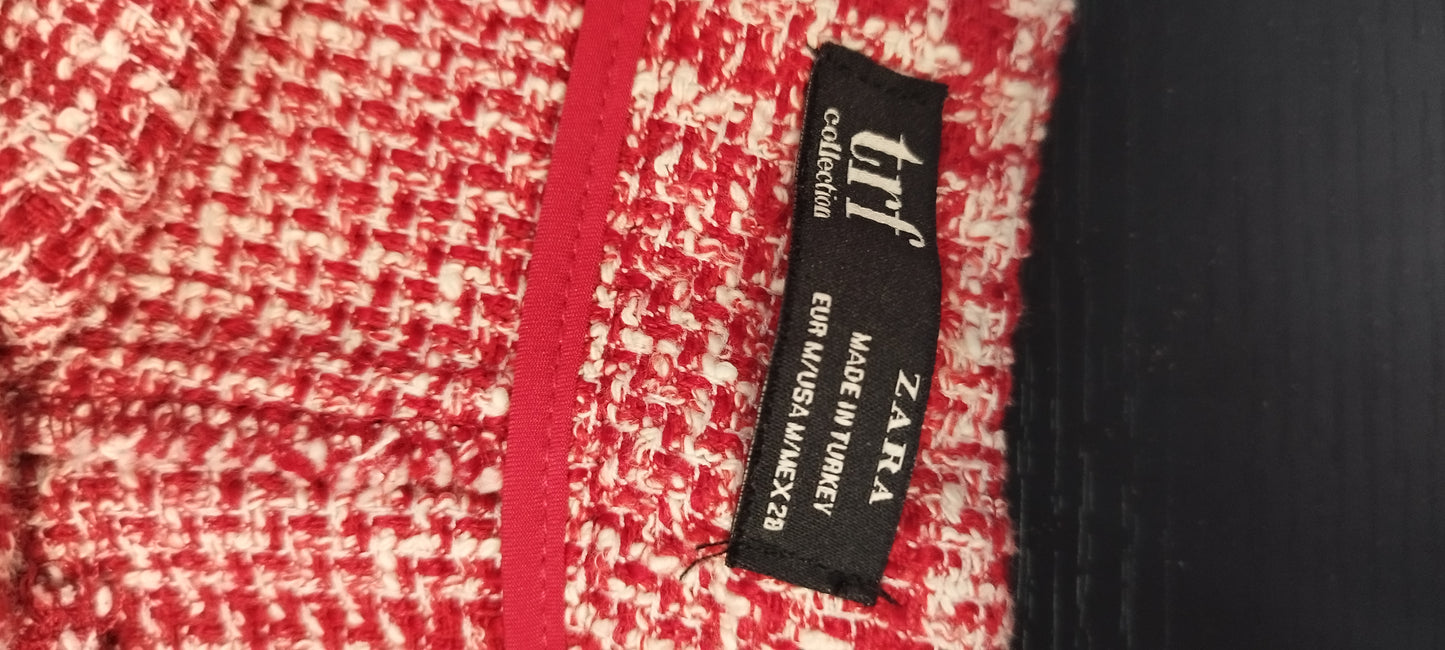 trf
collection
ZARA
MADE IN TURKEY
EUR M/USA M/MEX 28